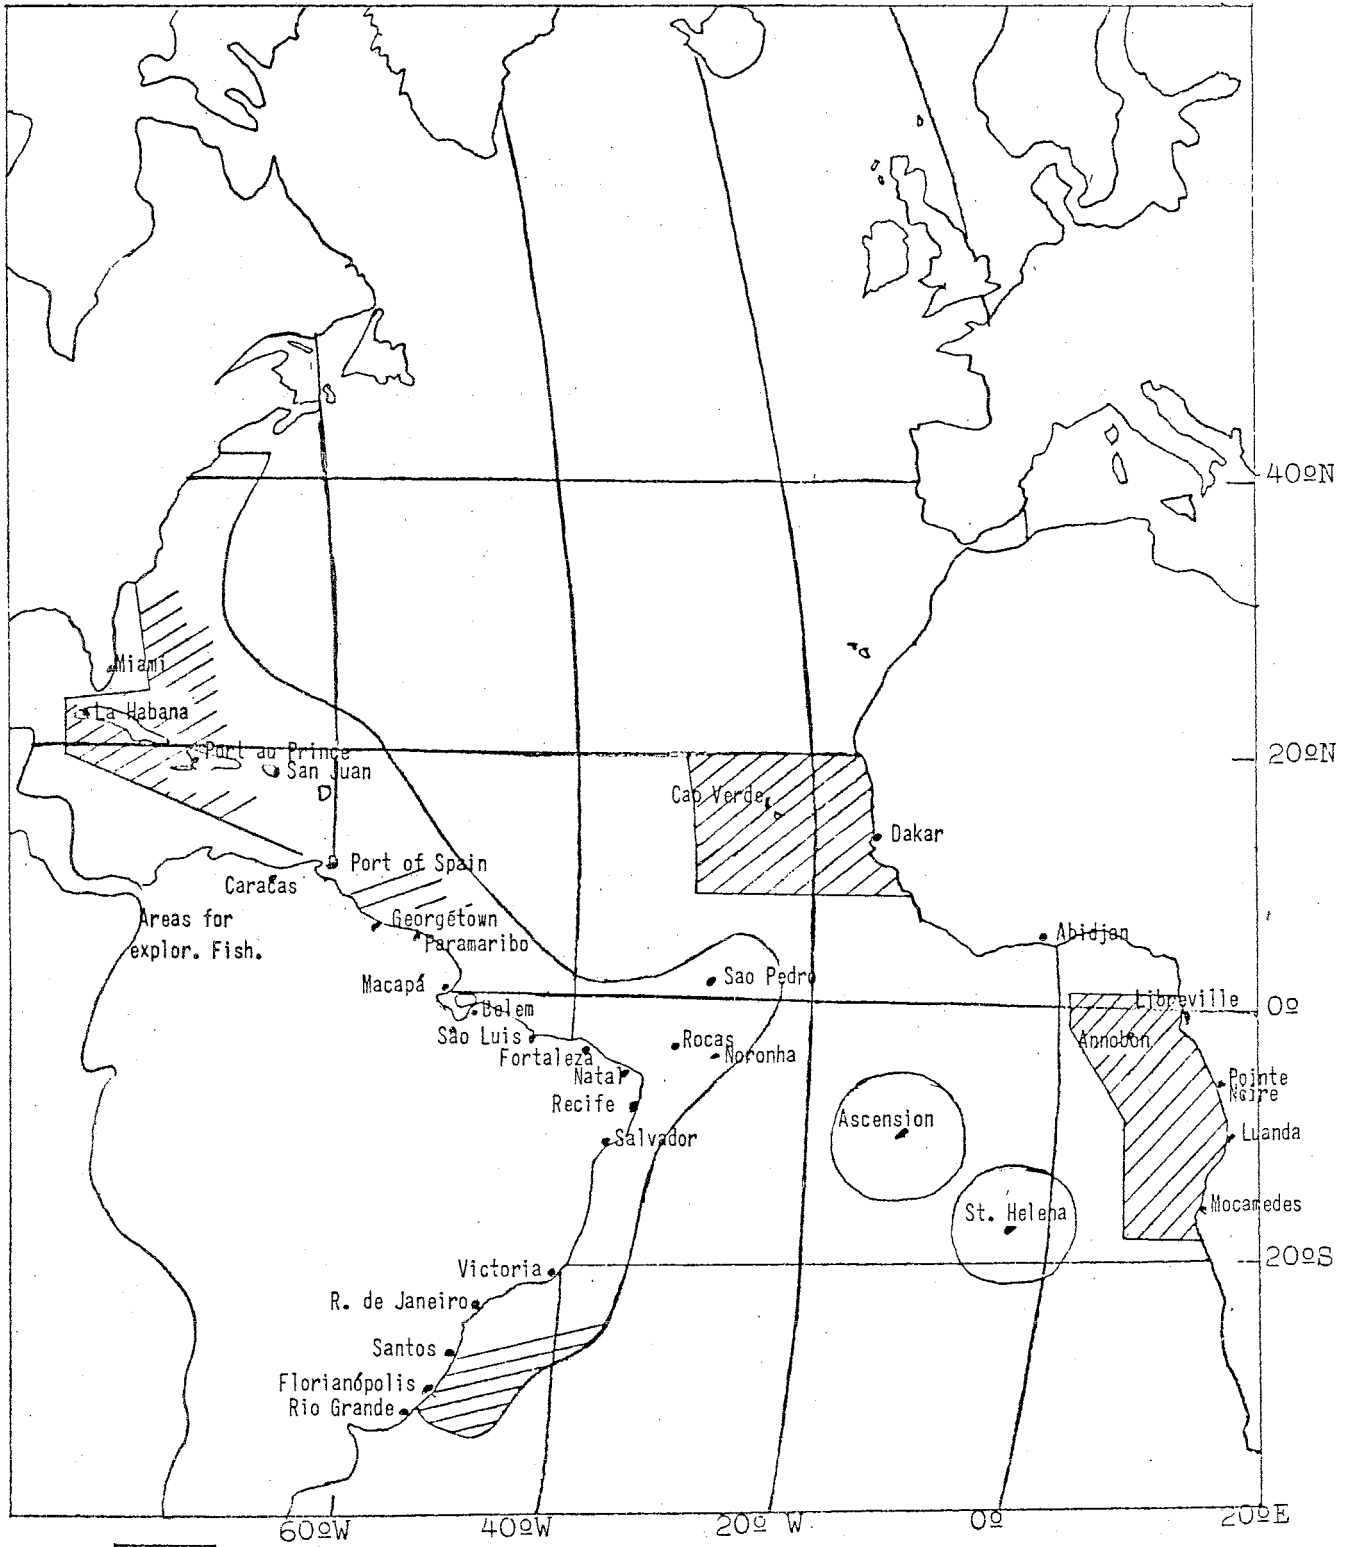 40ºN
Miami
La Habana
Port au Prince
20ºN
San Juan
Cap Verde
Dakar
Port of Spain
Caracas
Areas for
explor. Fish.
Georgétown
Paramaribo
Abidjan
Macapá
Sao Pedro
Belem
Libreville
0º
São Luis
Rocas
Annobon
Fortaleza
Noronha
Natal
Pointe
Noire
Recife
Ascension
Salvador
Luanda
St. Helena
Mocamedes
Victoria
20ºS
R. de Janeiro
Santos
Florianópolis
Rio Grande
60ºW
40ºW
20º W
0º
20ºE